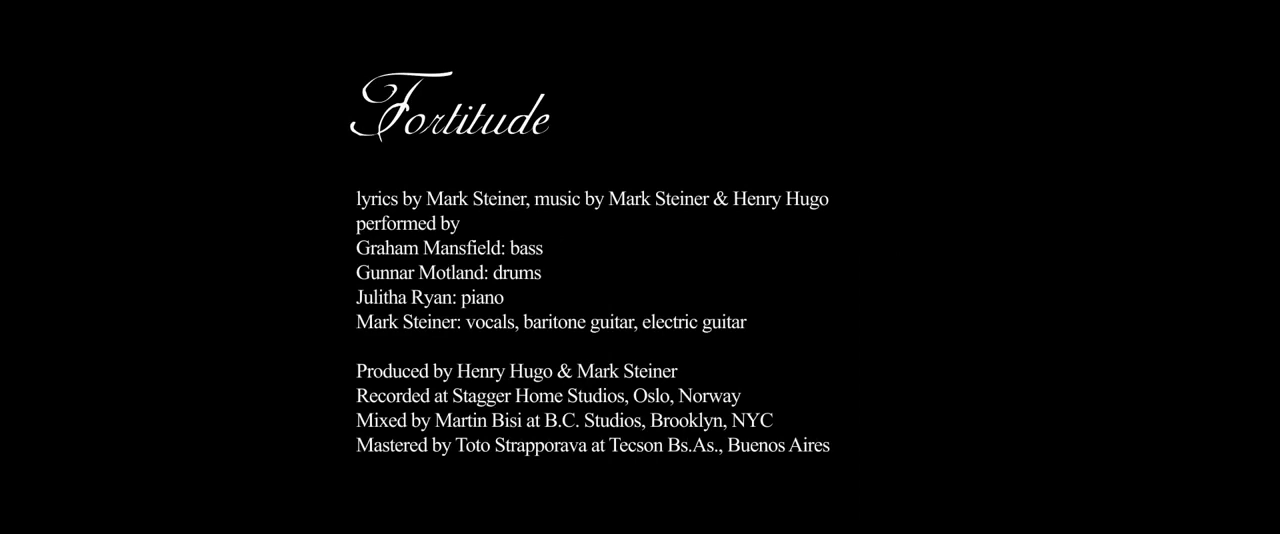 Fortitude
lyrics by Mark Steiner, music by Mark Steiner & Henry Hugo
performed by
Graham Mansfield: bass
Gunnar Motland: drums
Julitha Ryan: piano
Mark Steiner: vocals, baritone guitar, electric guitar
Produced by Henry Hugo & Mark Steiner
Recorded at Stagger Home Studios, Oslo, Norway
Mixed by Martin Bisi at B.C. Studios, Brooklyn, NYC
Mastered by Toto Strapporava at Tecson Bs.As., Buenos Aires